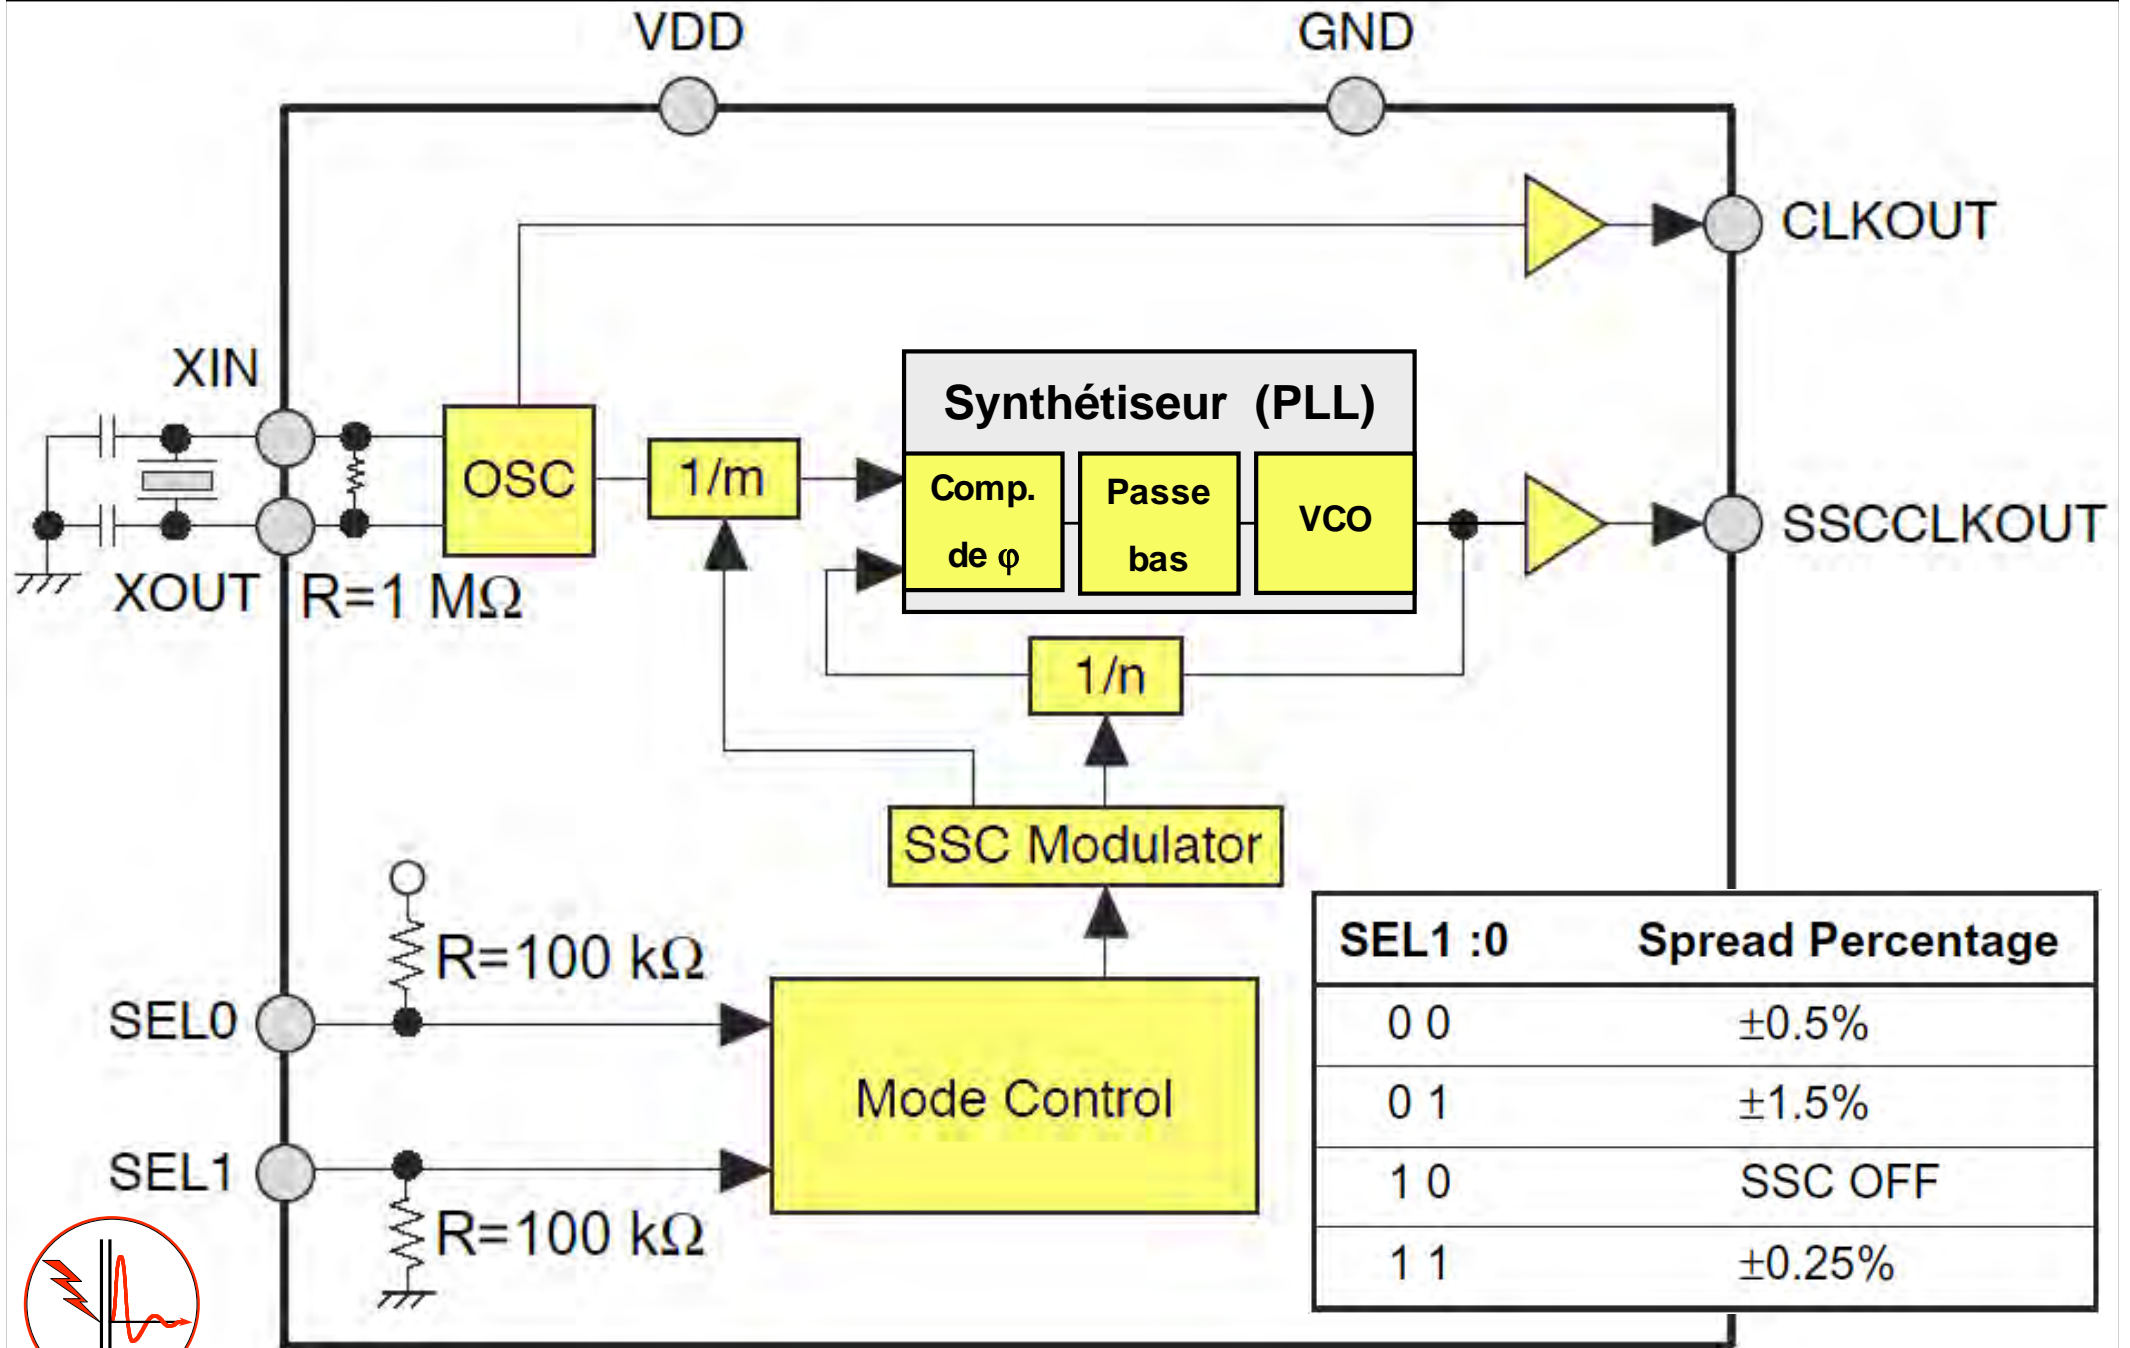 VDD
GND
CLKOUT
XIN
Synthétiseur (PLL)
OSC
1/m
Comp.
de φ
Passe
bas
VCO
SSCCLKOUT
XOUT
R=1 MΩ
1/n
SSC Modulator
R=100 kΩ
SEL0
Mode Control
SEL1
R=100 kΩ
SEL1 :0 Spread Percentage
0 0 ±0.5%
0 1 ±1.5%
1 0 SSC OFF
1 1 ±0.25%